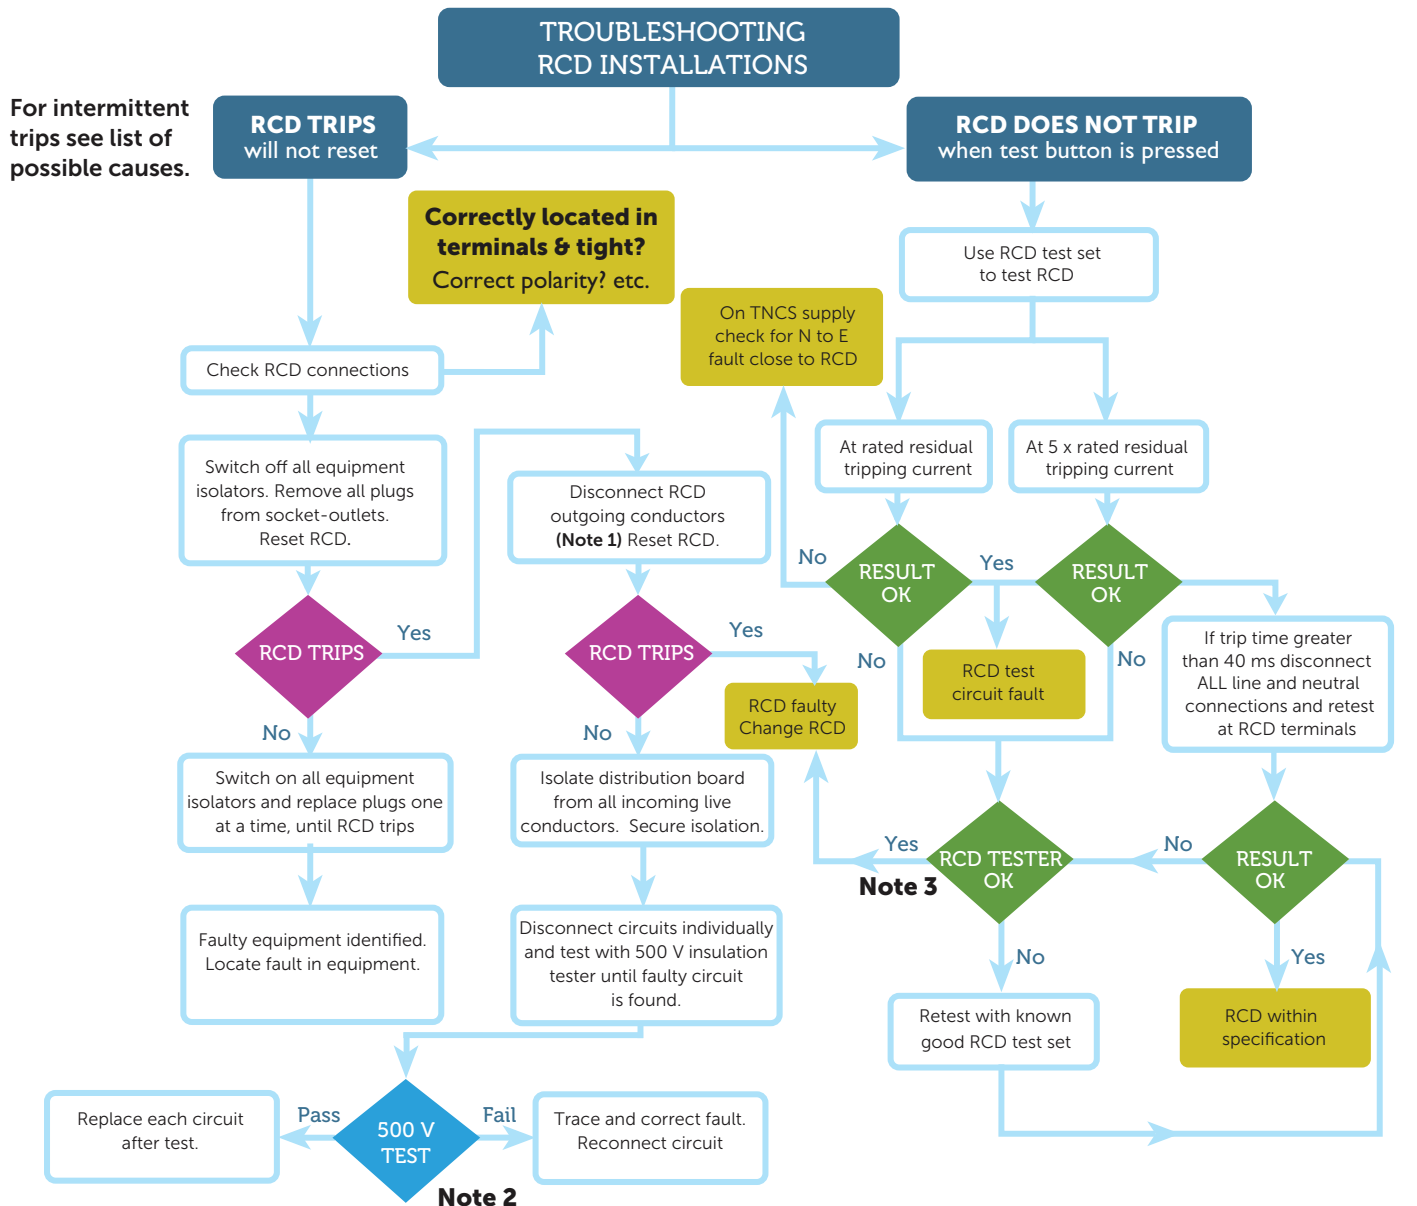 TROUBLESHOOTING
RCD INSTALLATIONS
For intermittent
trips see list of
possible causes.
RCD TRIPS
will not reset
RCD DOES NOT TRIP
when test button is pressed
Correctly located in
terminals & tight?
Correct polarity? etc.
Use RCD test set
to test RCD
On TNCS supply
check for N to E
fault close to RCD
Check RCD connections
At rated residual
tripping current
At 5 x rated residual
tripping current
Switch off all equipment
isolators. Remove all plugs
from socket-outlets.
Reset RCD.
Disconnect RCD
outgoing conductors
(Note 1) Reset RCD.
No
RESULT
OK
Yes
RESULT
OK
RCD TRIPS
Yes
RCD TRIPS
Yes
No
RCD test
circuit fault
No
If trip time greater
than 40 ms disconnect
ALL line and neutral
connections and retest
at RCD terminals
RCD faulty
Change RCD
No
No
Switch on all equipment
isolators and replace plugs one
at a time, until RCD trips
Isolate distribution board
from all incoming live
conductors. Secure isolation.
Yes
Note 3
RCD TESTER
OK
No
RESULT
OK
Faulty equipment identified.
Locate fault in equipment.
Disconnect circuits individually
and test with 500 V insulation
tester until faulty circuit
is found.
No
Yes
Retest with known
good RCD test set
RCD within
specification
Replace each circuit
after test.
Pass
500 V
TEST
Fail
Trace and correct fault.
Reconnect circuit
Note 2